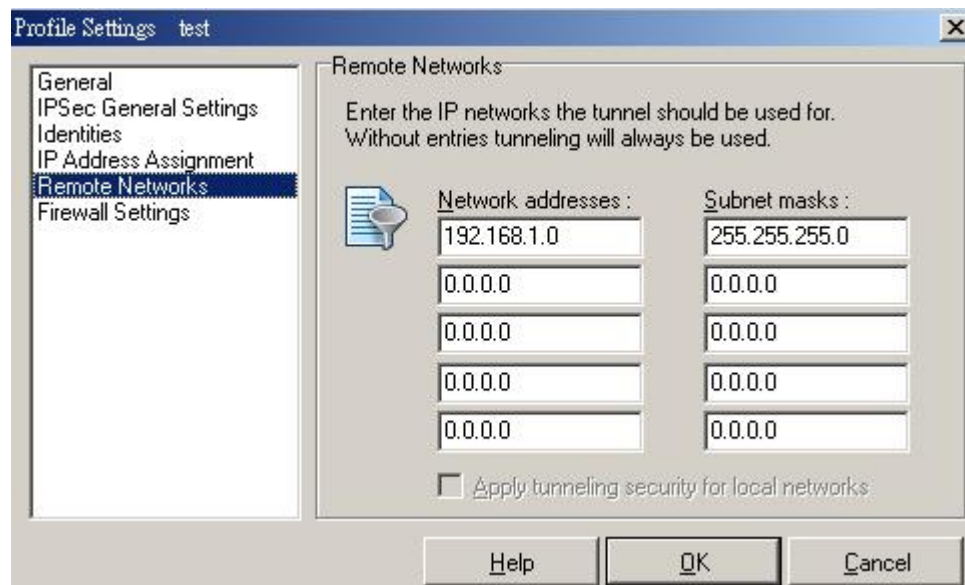 Profile Settings test
General
IPSec General Settings
Identities
IP Address Assignment
Remote Networks
Firewall Settings
Remote Networks
Enter the IP networks the tunnel should be used for.
Without entries tunneling will always be used.
Network addresses : Subnet masks :
192.168.1.0 255.255.255.0
0.0.0.0 0.0.0.0
0.0.0.0 0.0.0.0
0.0.0.0 0.0.0.0
0.0.0.0 0.0.0.0
Apply tunneling security for local networks
Help OK Cancel